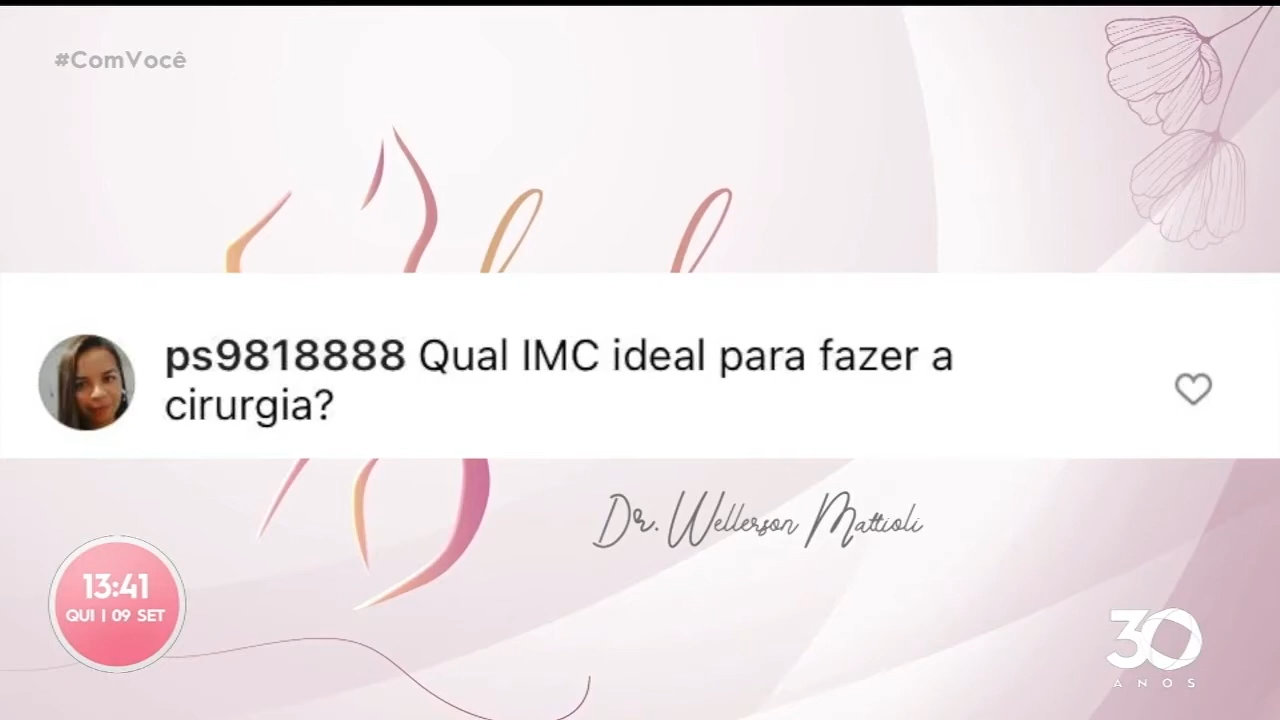 #ComVocê
ps9818888 Qual IMC ideal para fazer a
cirurgia?
Dr. Wellerson Mattioli
13:41
QUI | 09 SET
30
ANOS